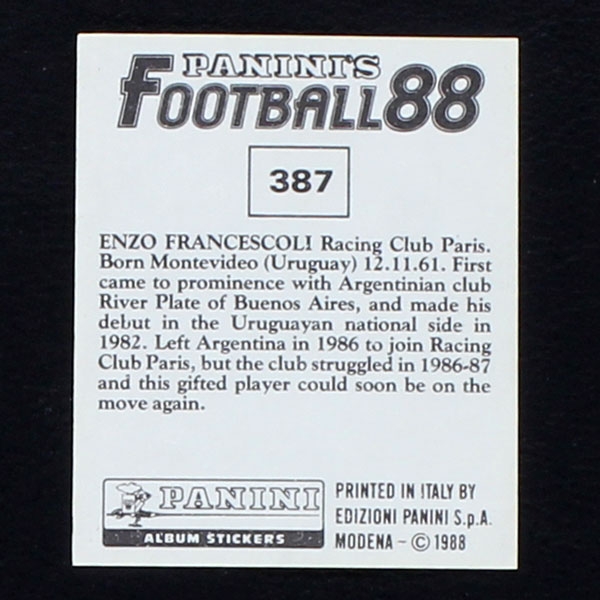 PANINI'S
FOOTBALL 88
387
ENZO FRANCESCOLI Racing Club Paris.
Born Montevideo (Uruguay) 12.11.61. First
came to prominence with Argentinian club
River Plate of Buenos Aires, and made his
debut in the Uruguayan national side in
1982. Left Argentina in 1986 to join Racing
Club Paris, but the club struggled in 1986-87
and this gifted player could soon be on the
move again.
PANINI
ALBUM STICKERS
PRINTED IN ITALY BY
EDIZIONI PANINI S.p.A.
MODENA - © 1988